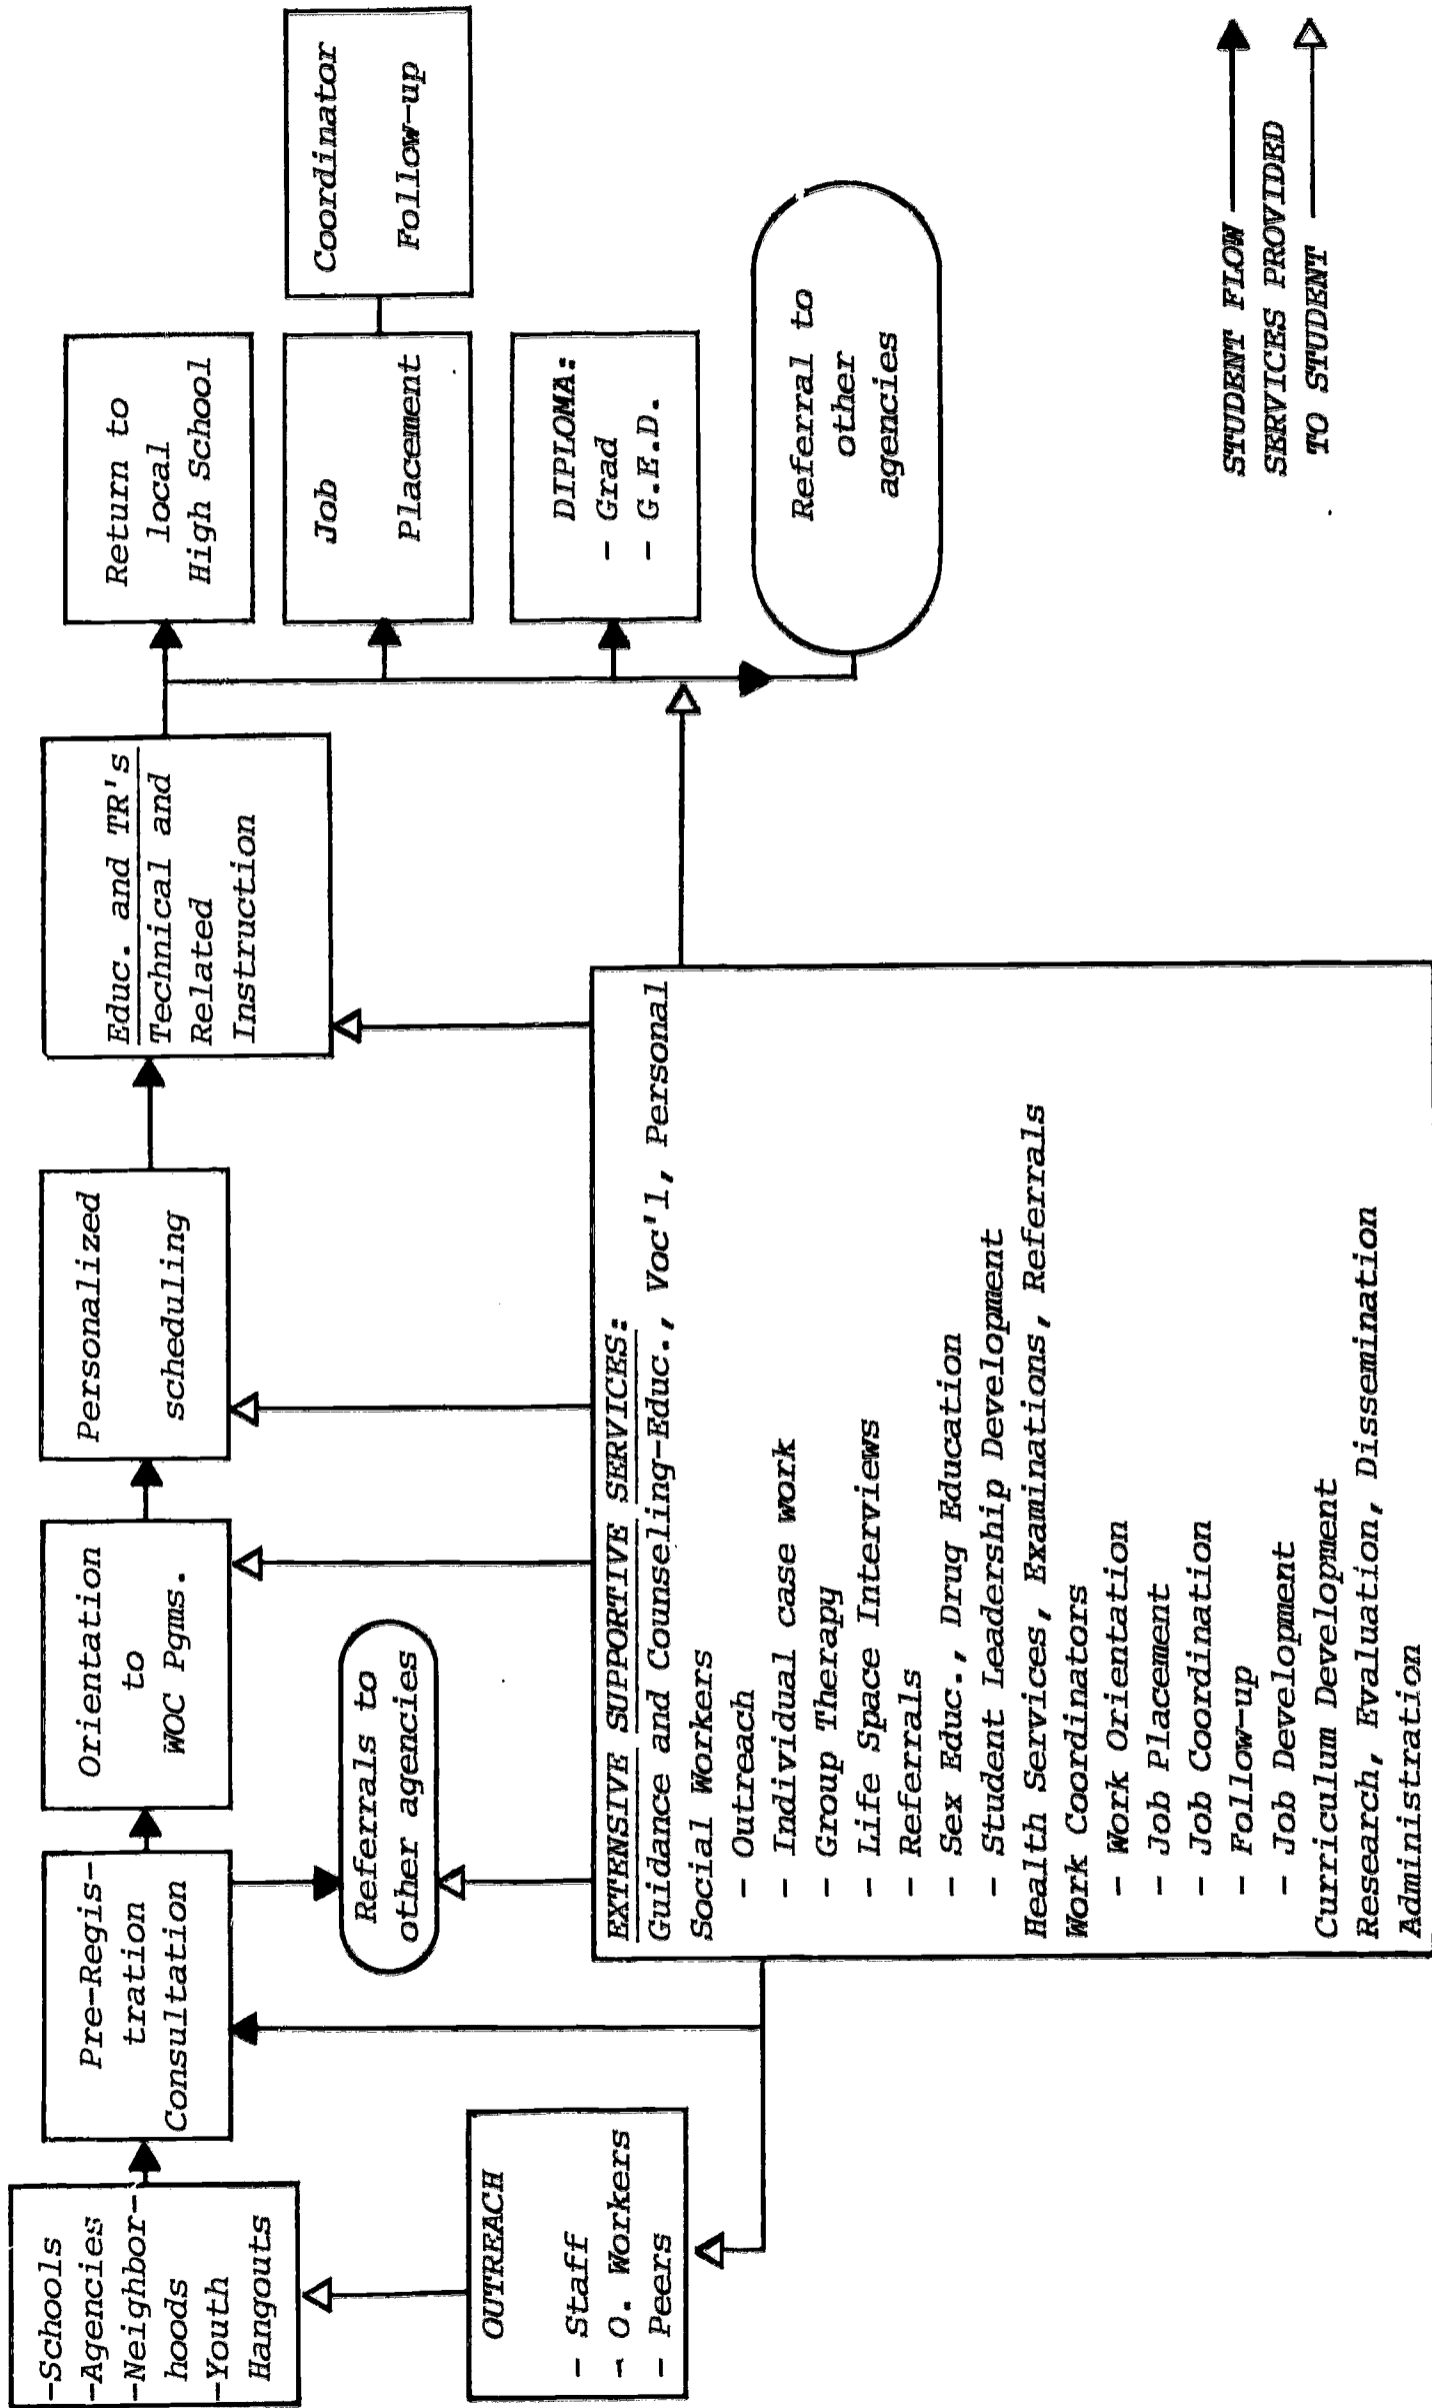 -Schools
-Agencies
-Neighbor-
hoods
-Youth
Hangouts
Pre-Regis-
tration
Consultation
Orientation
to
WOC Pgms.
Personalized
scheduling
Educ. and TR's
Technical and
Related
Instruction
Return to
local
High School
Job
Placement
Coordinator
Follow-up
DIPLOMA:
- Grad
- G.E.D.
Referral to
other
agencies
Referrals to
other agencies
OUTREACH
- Staff
- O. Workers
- Peers
EXTENSIVE SUPPORTIVE SERVICES:
Guidance and Counseling-Educ., Voc'l, Personal
Social Workers
- Outreach
- Individual case work
- Group Therapy
- Life Space Interviews
- Referrals
- Sex Educ., Drug Education
- Student Leadership Development
Health Services, Examinations, Referrals
Work Coordinators
- Work Orientation
- Job Placement
- Job Coordination
- Follow-up
- Job Development
Curriculum Development
Research, Evaluation, Dissemination
Administration
STUDENT FLOW
SERVICES PROVIDED
TO STUDENT